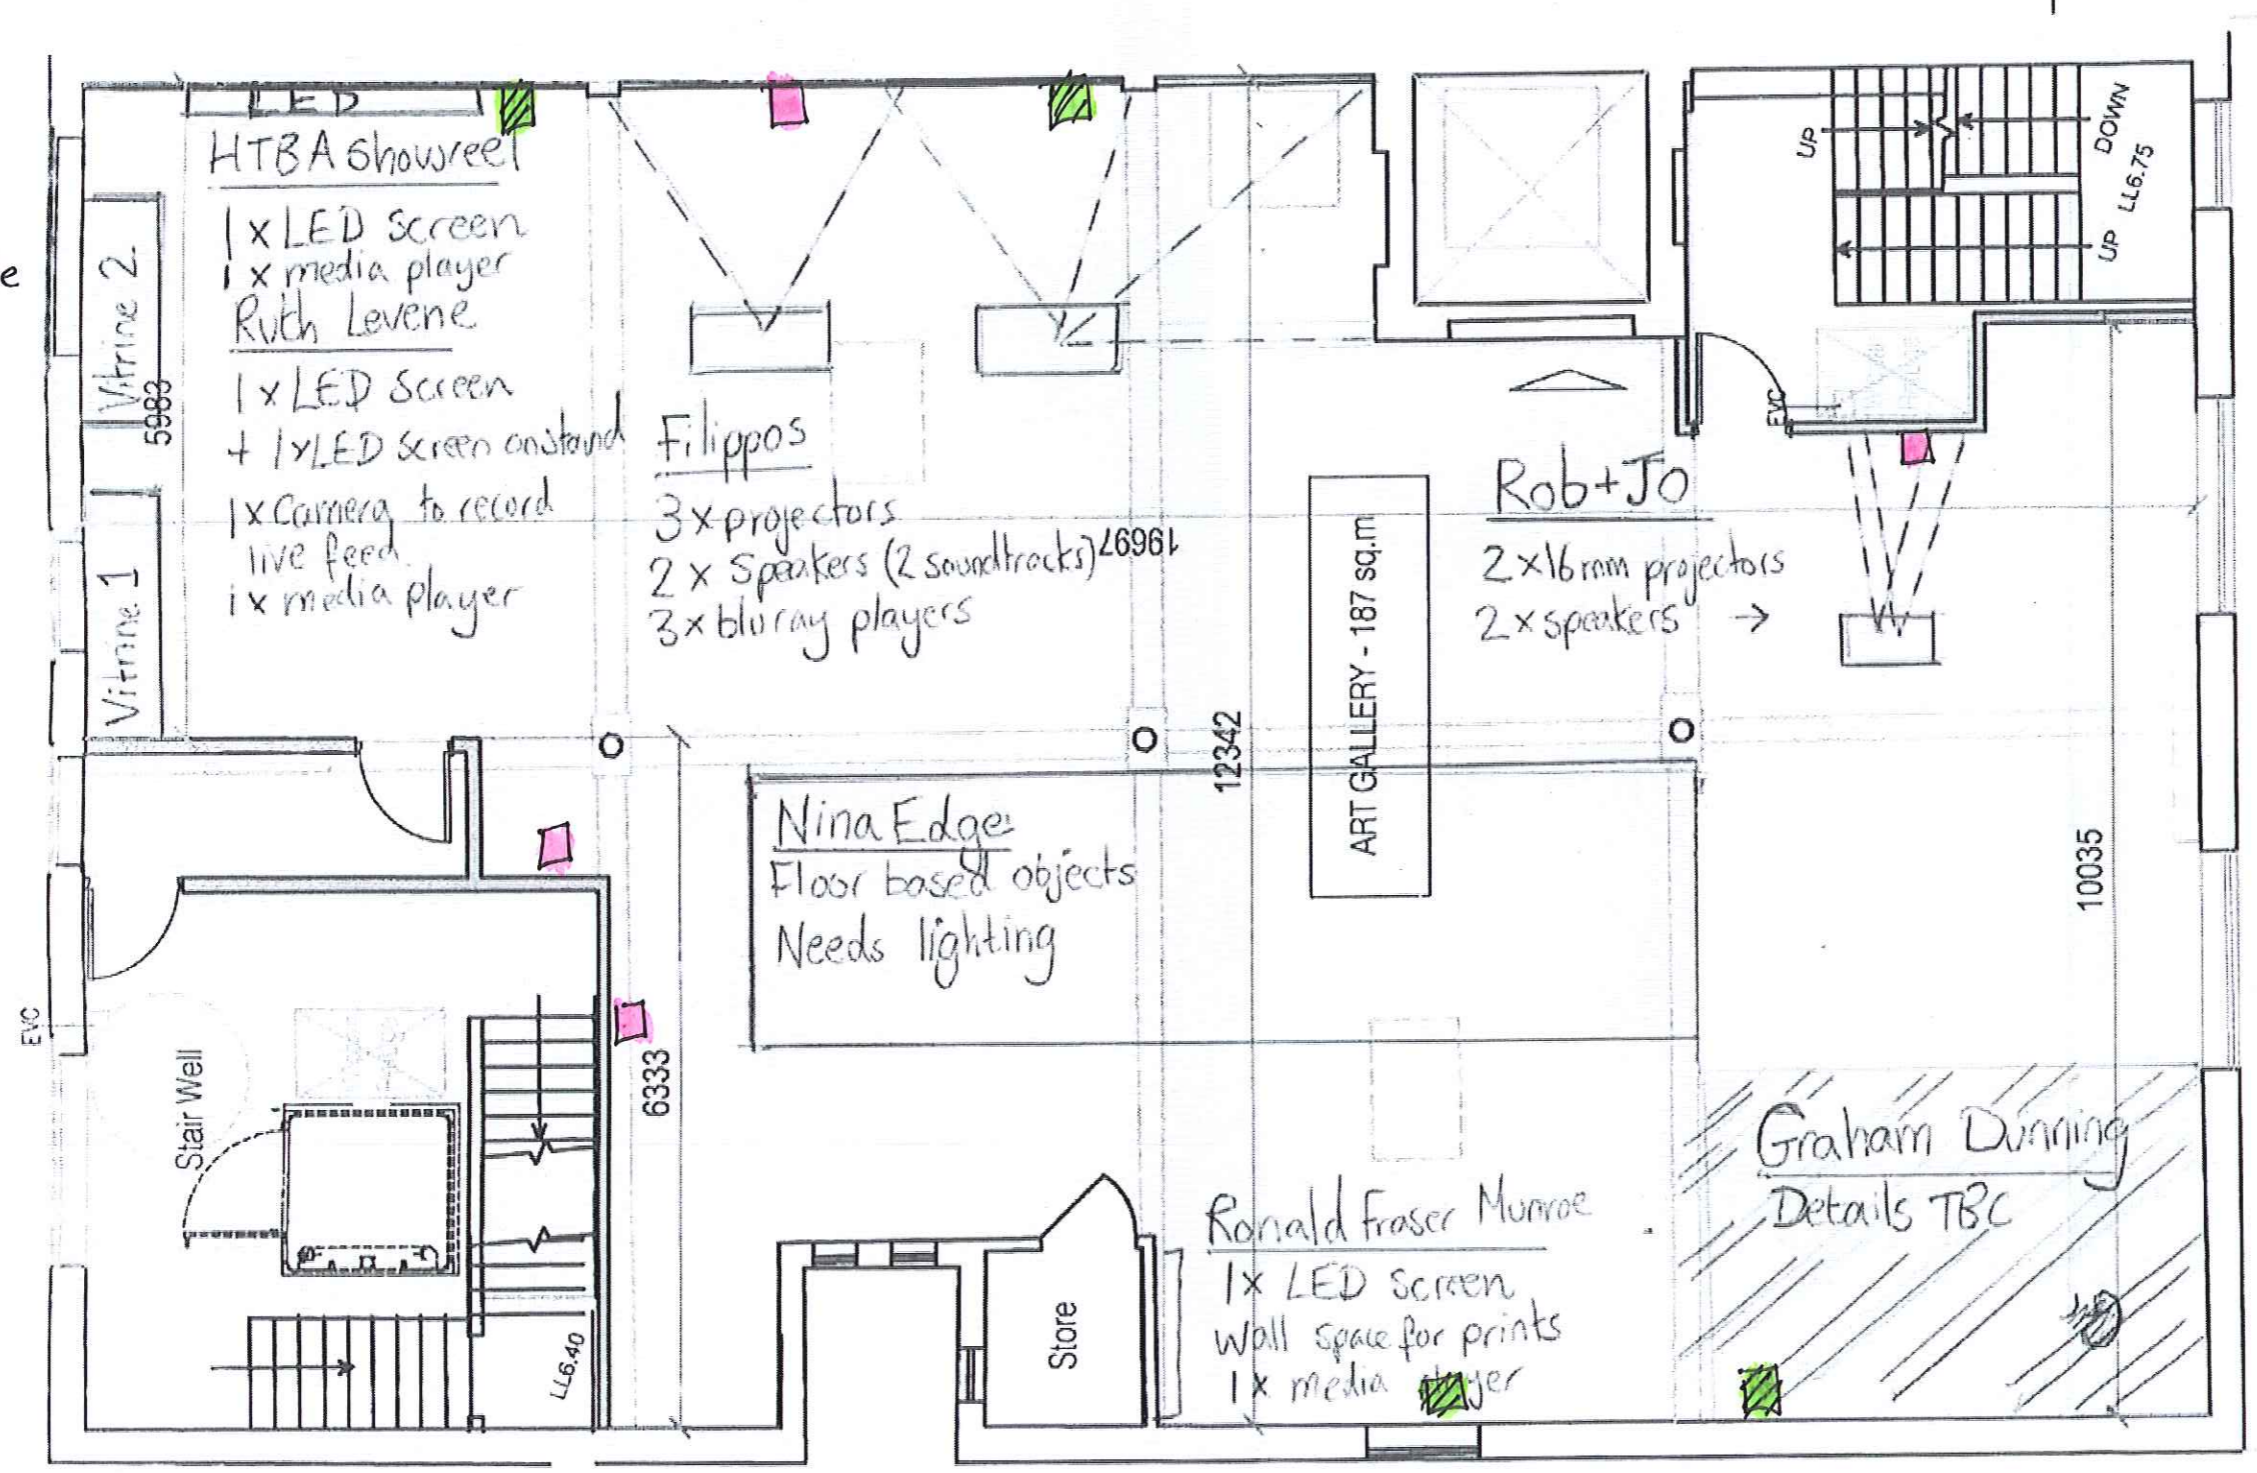 LED
HTBA Showreel
1 x LED screen
1 x media player
Ruth Levene
1 x LED Screen
+ 1 x LED Screen on stand
1 x Camera to record
live feed
1 x media player
Vitrine 2
5983
Vitrine 1
e
Filippos
3 x projectors
2 x Speakers (2 soundtracks)
3 x bluray players
19697
Rob+Jo
2 x 16mm projectors
2 x speakers →
UP
DOWN
LL6.75
UP
EVC
ART GALLERY - 187 sq.m
12342
10035
Nina Edge
Floor based objects
Needs lighting
6333
EVC
Stair Well
LL6.40
Store
Ronald Fraser Munroe
1x LED Screen
Wall space for prints
1x media player
Graham Dunning
Details TBC